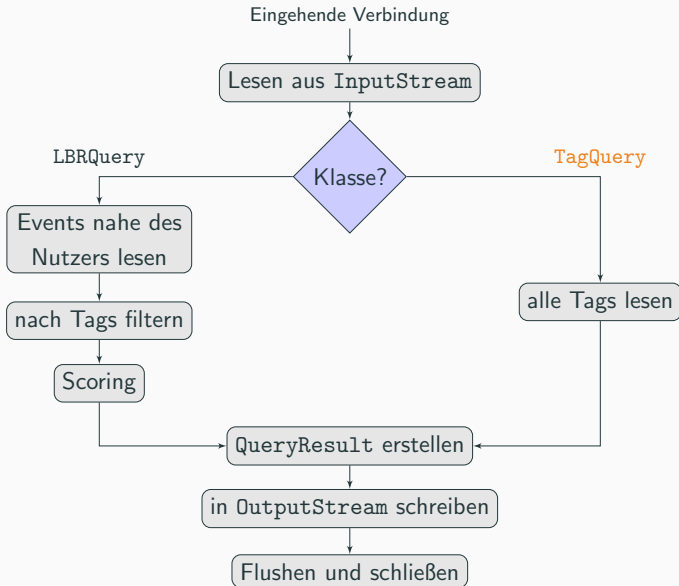 Eingehende Verbindung
Lesen aus InputStream
Klasse?
LBRQuery
TagQuery
Events nahe des
Nutzers lesen
nach Tags filtern
Scoring
alle Tags lesen
QueryResult erstellen
in OutputStream schreiben
Flushen und schließen